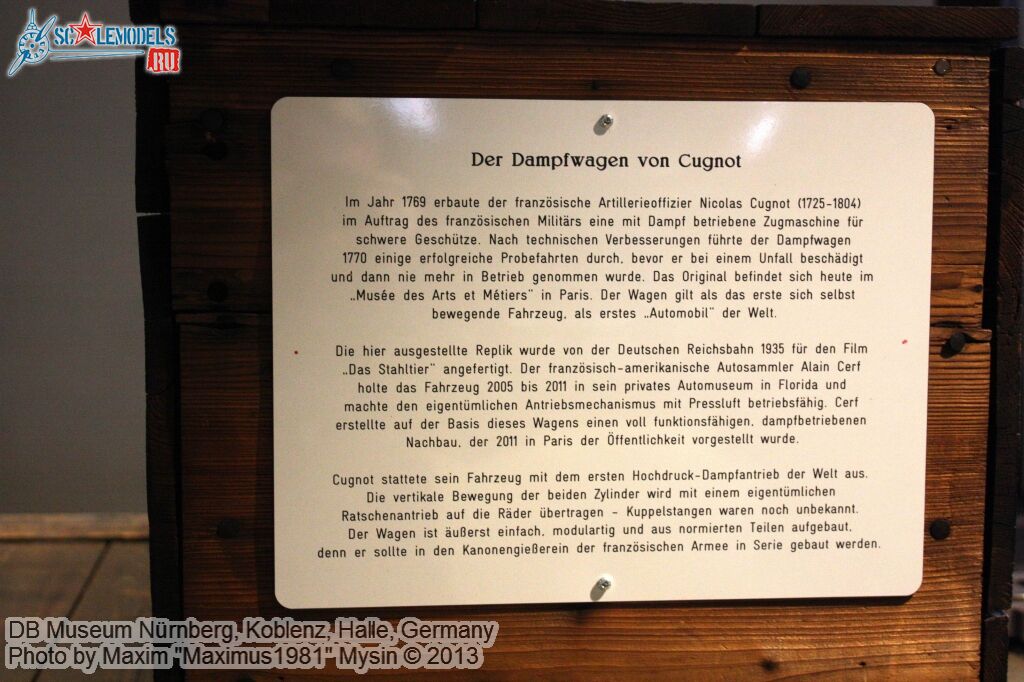 SCALEMODELS
RU
Der Dampfwagen von Cugnot
Im Jahr 1769 erbaute der französische Artillerieoffizier Nicolas Cugnot (1725-1804)
im Auftrag des französischen Militärs eine mit Dampf betriebene Zugmaschine für
schwere Geschütze. Nach technischen Verbesserungen führte der Dampfwagen
1770 einige erfolgreiche Probefahrten durch, bevor er bei einem Unfall beschädigt
und dann nie mehr in Betrieb genommen wurde. Das Original befindet sich heute im
„Musée des Arts et Métiers" in Paris. Der Wagen gilt als das erste sich selbst
bewegende Fahrzeug, als erstes „Automobil" der Welt.
Die hier ausgestellte Replik wurde von der Deutschen Reichsbahn 1935 für den Film
„Das Stahltier" angefertigt. Der französisch-amerikanische Autosammler Alain Cerf
holte das Fahrzeug 2005 bis 2011 in sein privates Automuseum in Florida und
machte den eigentümlichen Antriebsmechanismus mit Pressluft betriebsfähig. Cerf
erstellte auf der Basis dieses Wagens einen voll funktionsfähigen, dampfbetriebenen
Nachbau, der 2011 in Paris der Öffentlichkeit vorgestellt wurde.
Cugnot stattete sein Fahrzeug mit dem ersten Hochdruck-Dampfantrieb der Welt aus.
Die vertikale Bewegung der beiden Zylinder wird mit einem eigentümlichen
Ratschenantrieb auf die Räder übertragen - Kuppelstangen waren noch unbekannt.
Der Wagen ist äußerst einfach, modulartig und aus normierten Teilen aufgebaut,
denn er sollte in den Kanonengießerein der französischen Armee in Serie gebaut werden.
DB Museum Nürnberg, Koblenz, Halle, Germany
Photo by Maxim "Maximus1981" Mysin © 2013